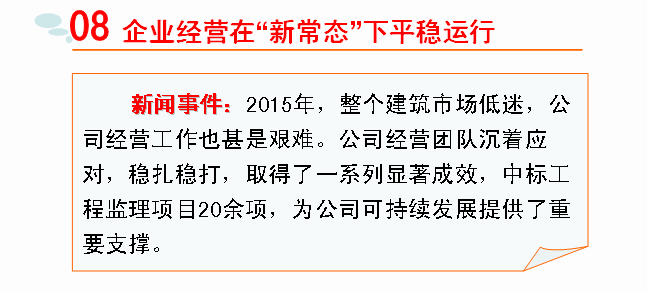 08 企业经营在“新常态”下平稳运行
新闻事件：2015年，整个建筑市场低迷，公
司经营工作也甚是艰难。公司经营团队沉着应
对，稳扎稳打，取得了一系列显著成效，中标工
程监理项目20余项，为公司可持续发展提供了重
要支撑。